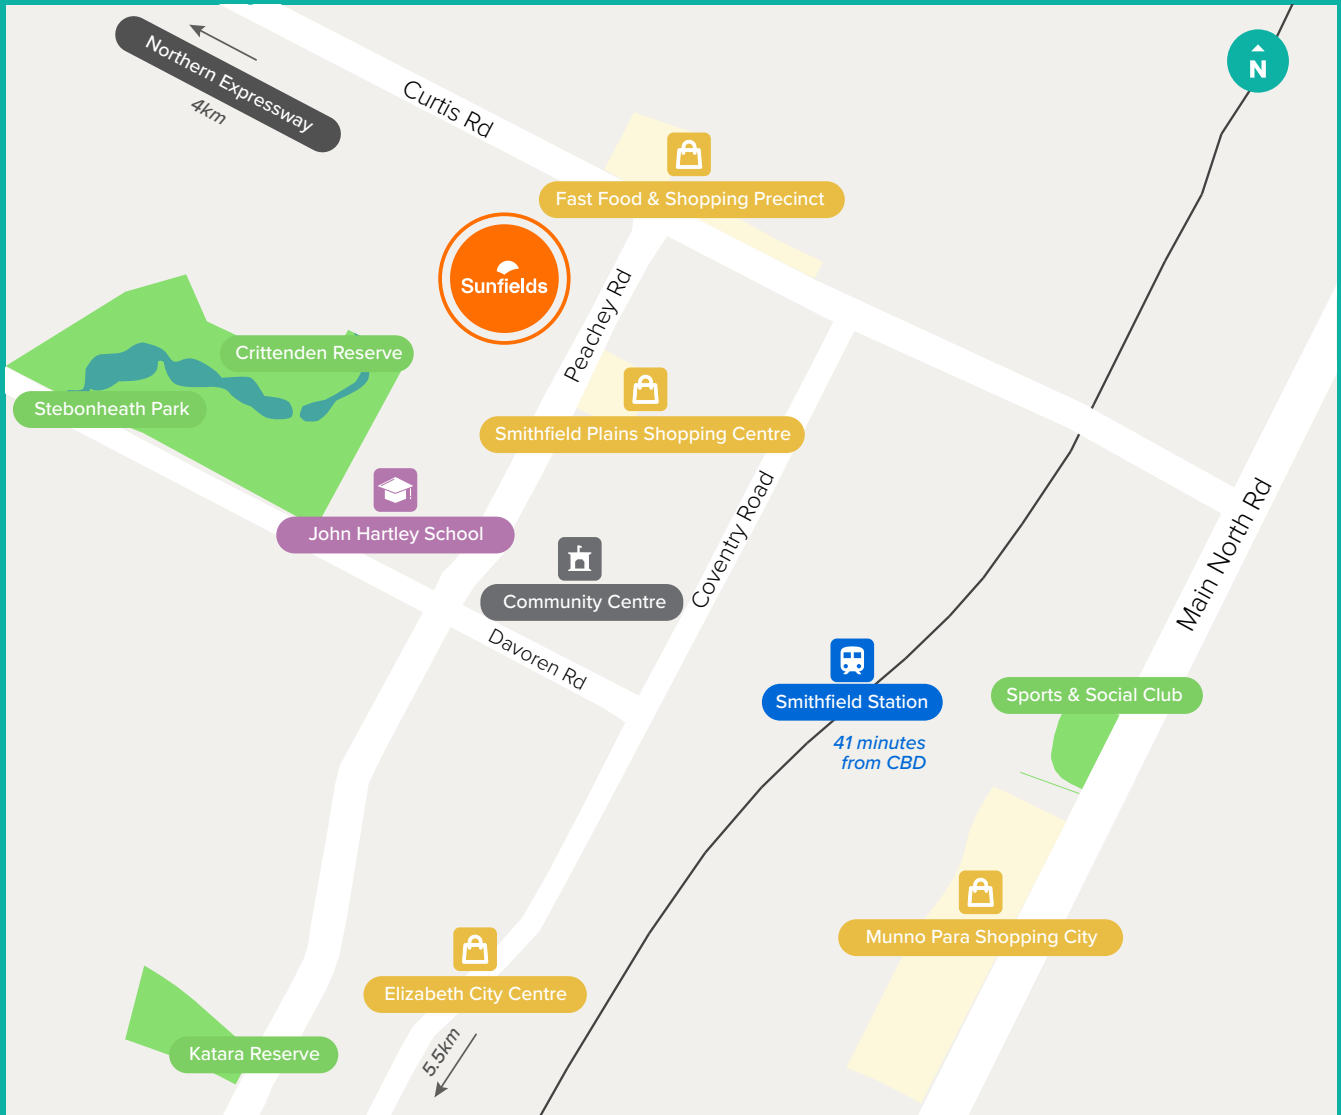 Northern Expressway
4km
Curtis Rd
N
Fast Food & Shopping Precinct
Sunfields
Peachey Rd
Crittenden Reserve
Stebonheath Park
Smithfield Plains Shopping Centre
John Hartley School
Coventry Road
Main North Rd
Community Centre
Davoren Rd
Smithfield Station
41 minutes
from CBD
Sports & Social Club
Munno Para Shopping City
Elizabeth City Centre
5.5km
Katara Reserve